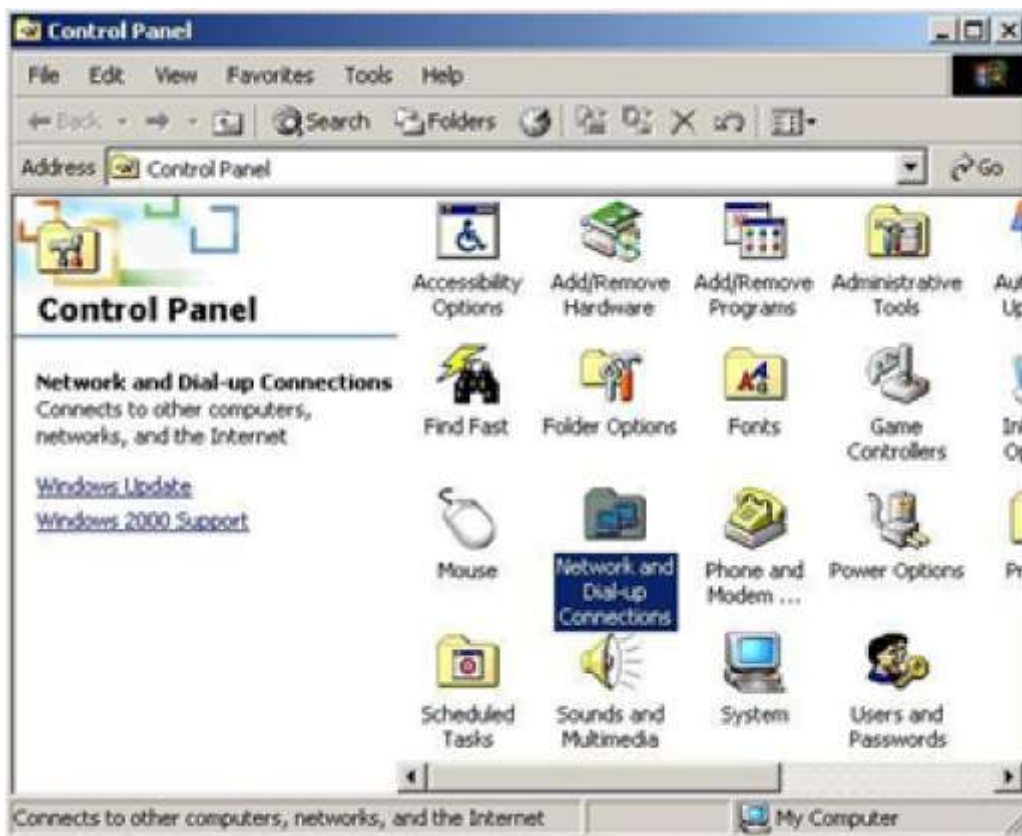 Control Panel
File Edit View Favorites Tools Help
Back Search Folders
Address Control Panel Go
Control Panel
Network and Dial-up Connections
Connects to other computers,
networks, and the Internet
Windows Update
Windows 2000 Support
Accessibility
Options
Add/Remove
Hardware
Add/Remove
Programs
Administrative
Tools
Find Fast
Folder Options
Fonts
Game
Controllers
Mouse
Network and
Dial-up
Connections
Phone and
Modem ...
Power Options
Scheduled
Tasks
Sounds and
Multimedia
System
Users and
Passwords
Connects to other computers, networks, and the Internet My Computer